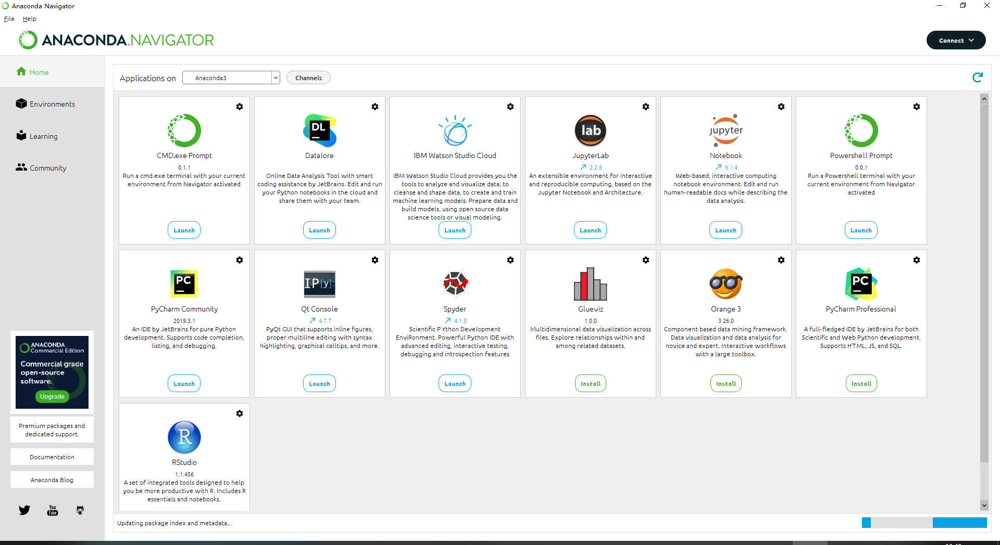 Anaconda Navigator
File Help
ANACONDA.NAVIGATOR
Connect
Home
Environments
Learning
Community
Applications on Anaconda3 Channels
CMD.exe Prompt
0.1.1
Run a cmd.exe terminal with your current
environment from Navigator activated
Launch
DL
Datalore
Online Data Analysis Tool with smart
coding assistance by JetBrains. Edit and run
your Python notebooks in the cloud and
share them with your team.
Launch
IBM Watson Studio Cloud
IBM Watson Studio Cloud provides you the
tools to analyze and visualize data, to
cleanse and shape data, to create and train
machine learning models. Prepare data and
build models, using open source data
science tools or visual modeling.
Launch
lab
JupyterLab
2.2.6
An extensible environment for interactive
and reproducible computing, based on the
Jupyter Notebook and Architecture.
Launch
jupyter
Notebook
6.1.4
Web-based, interactive computing
notebook environment. Edit and run
human-readable docs while describing the
data analysis.
Launch
Powershell Prompt
0.0.1
Run a Powershell terminal with your
current environment from Navigator
activated
Launch
PC
PyCharm Community
2019.3.1
An IDE by JetBrains for pure Python
development. Supports code completion,
listing, and debugging.
Launch
IP[y]:
Qt Console
4.7.7
PyQt GUI that supports inline figures,
proper multiline editing with syntax
highlighting, graphical calltips, and more.
Launch
Spyder
4.1.5
Scientific PYthon Development
EnviRonment. Powerful Python IDE with
advanced editing, interactive testing,
debugging and introspection features
Launch
Glueviz
1.0.0
Multidimensional data visualization across
files. Explore relationships within and
among related datasets.
Install
Orange 3
3.26.0
Component based data mining framework.
Data visualization and data analysis for
novice and expert. Interactive workflows
with a large toolbox.
Install
PC
PyCharm Professional
A full-fledged IDE by JetBrains for both
Scientific and Web Python development.
Supports HTML, JS, and SQL.
Install
R
RStudio
1.1.456
A set of integrated tools designed to help
you be more productive with R. Includes R
essentials and notebooks.
ANACONDA.
Commercial Edition
Commercial grade
open-source
software.
Upgrade
Premium packages and
dedicated support.
Documentation
Anaconda Blog
You
Tube
Updating package index and metadata...